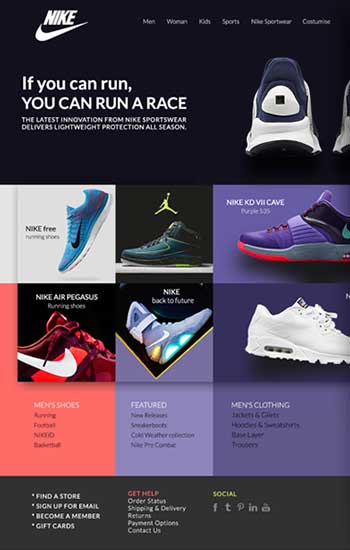 NIKE
Men Woman Kids Sports Nike Sportwear Costumise
If you can run,
YOU CAN RUN A RACE
THE LATEST INNOVATION FROM NIKE SPORTSWEAR
DELIVERS LIGHTWEIGHT PROTECTION ALL SEASON.
NIKE free
running shoes
NIKE KD VII CAVE
Purple 535
NIKE AIR PEGASUS
Running shoes
NIKE
back to future
MEN'S SHOES
Running
Football
NIKEiD
Basketball
FEATURED
New Releases
Sneakerboots
Cold Weather collection
Nike Pro Combat
MEN'S CLOTHING
Jackets & Gilets
Hoodies & Sweatshirts
Base Layer
Trousers
* FIND A STORE
* SIGN UP FOR EMAIL
* BECOME A MEMBER
* GIFT CARDS
GET HELP
Order Status
Shipping & Delivery
Returns
Payment Options
Contact Us
SOCIAL